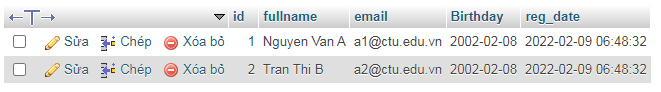 id fullname email Birthday reg_date
Sửa Chép Xóa bỏ 1 Nguyen Van A a1@ctu.edu.vn 2002-02-08 2022-02-09 06:48:32
Sửa Chép Xóa bỏ 2 Tran Thi B a2@ctu.edu.vn 2002-02-08 2022-02-09 06:48:32